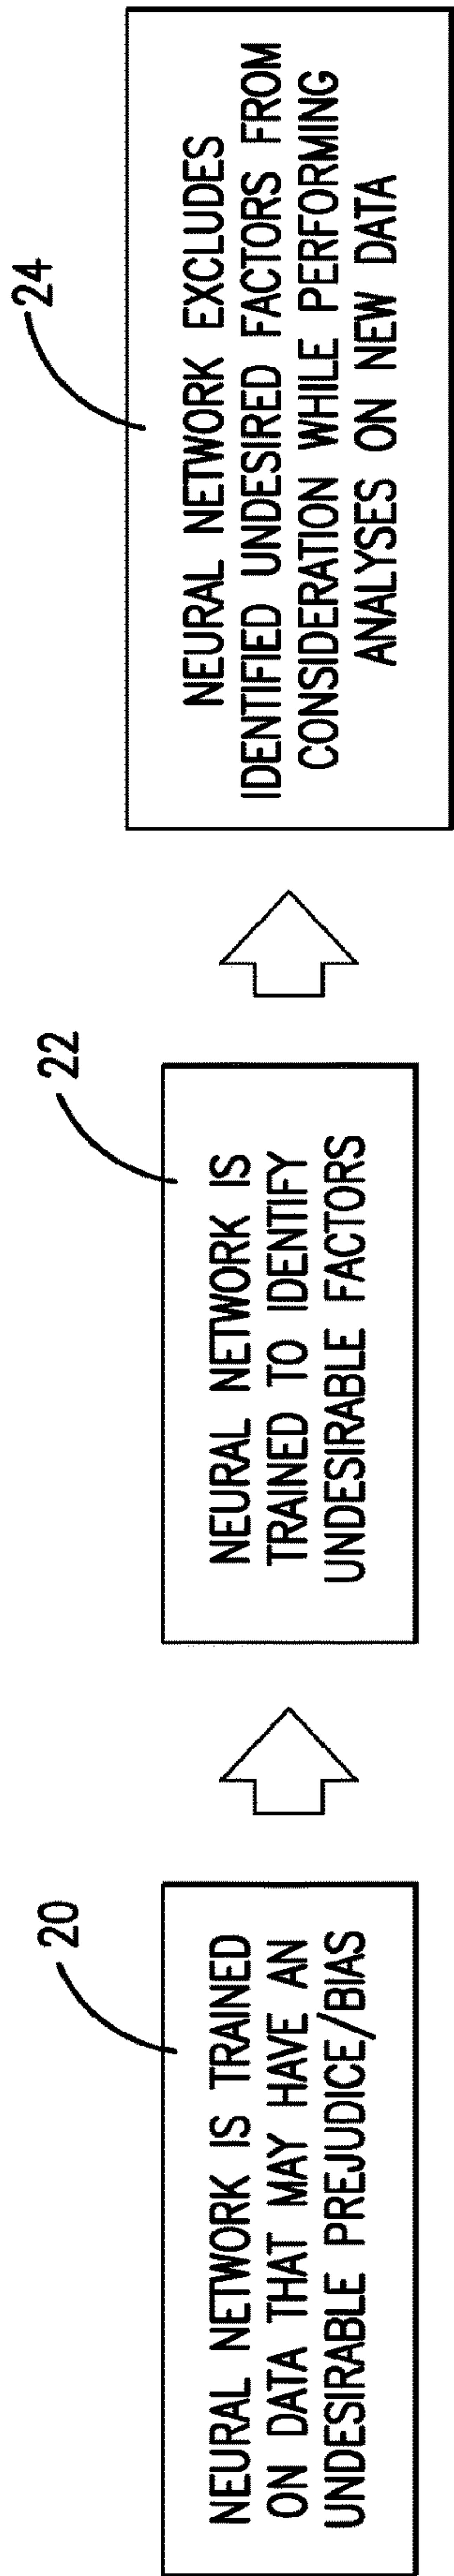 20
NEURAL NETWORK IS TRAINED
ON DATA THAT MAY HAVE AN
UNDESIRABLE PREJUDICE/BIAS
22
NEURAL NETWORK IS
TRAINED TO IDENTIFY
UNDESIRABLE FACTORS
24
NEURAL NETWORK EXCLUDES
IDENTIFIED UNDESIRED FACTORS FROM
CONSIDERATION WHILE PERFORMING
ANALYSES ON NEW DATA